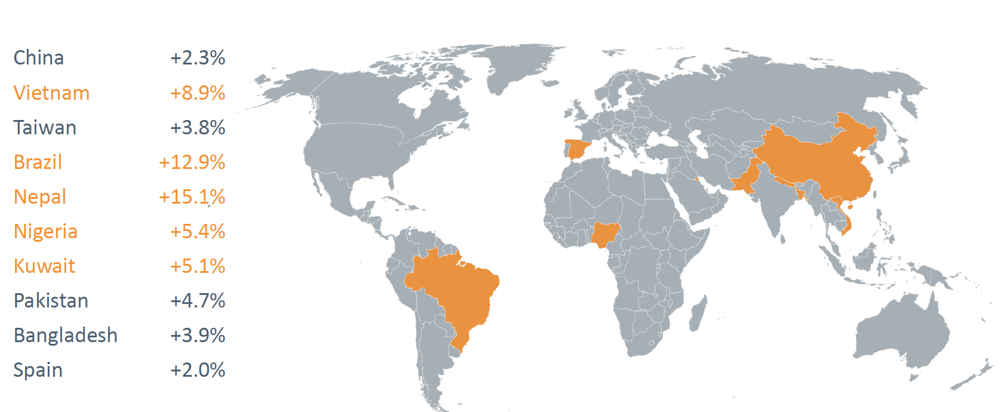 China +2.3%
Vietnam +8.9%
Taiwan +3.8%
Brazil +12.9%
Nepal +15.1%
Nigeria +5.4%
Kuwait +5.1%
Pakistan +4.7%
Bangladesh +3.9%
Spain +2.0%